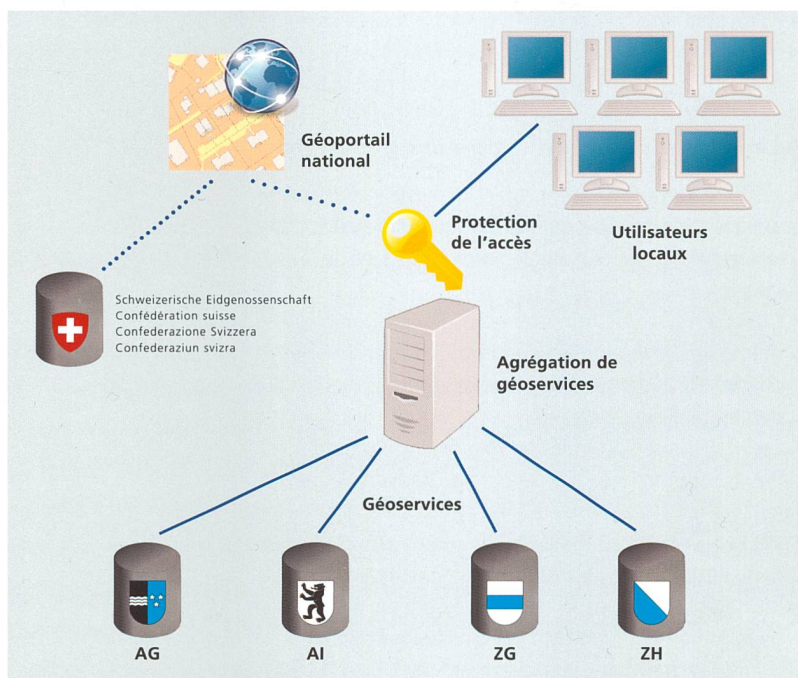 Géoportail
national
Protection
de l'accès
Utilisateurs
locaux
Schweizerische Eidgenossenschaft
Confédération suisse
Confederazione Svizzera
Confederaziun svizra
Agrégation de
géoservices
Géoservices
AG
AI
ZG
ZH